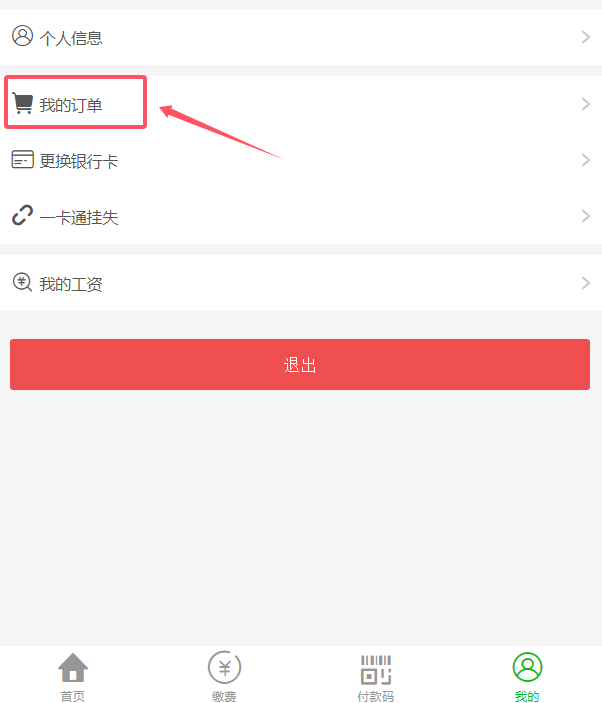 个人信息
我的订单
更换银行卡
一卡通挂失
我的工资
退出
首页
缴费
付款码
我的